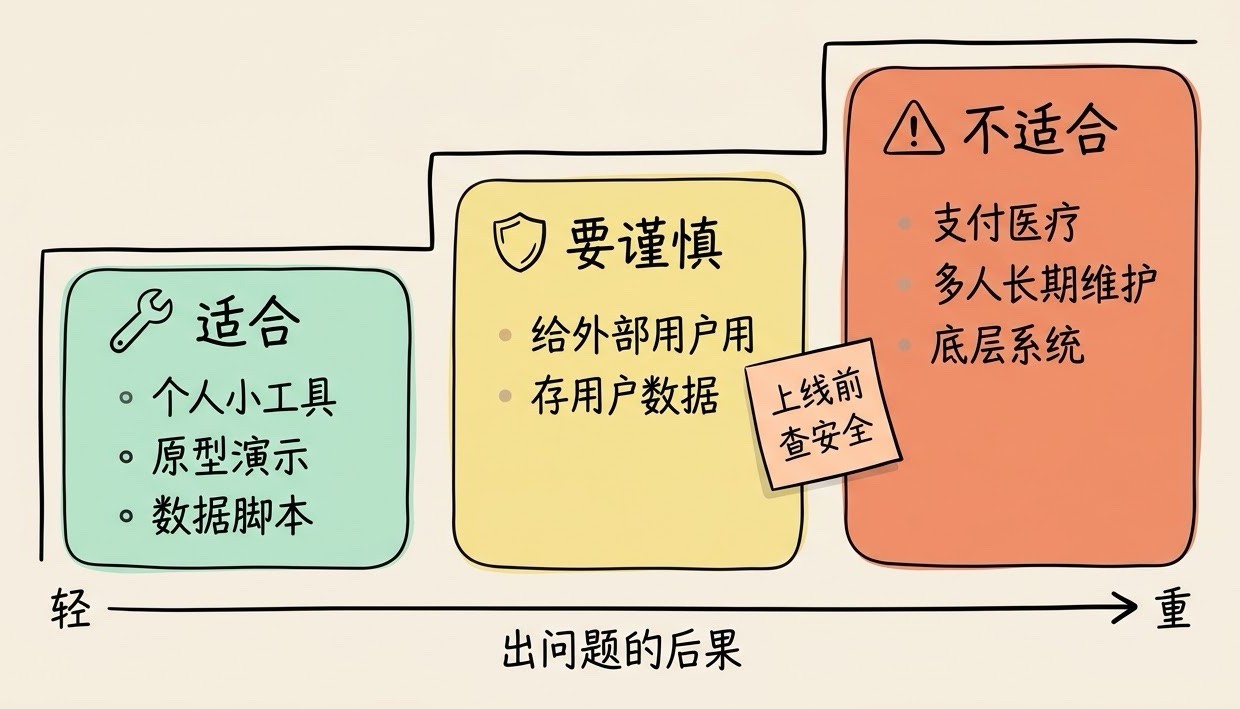 适合
个人小工具
原型演示
数据脚本
要谨慎
给外部用户用
存用户数据
上线前
查安全
不适合
支付医疗
多人长期维护
底层系统
轻
重
出问题的后果